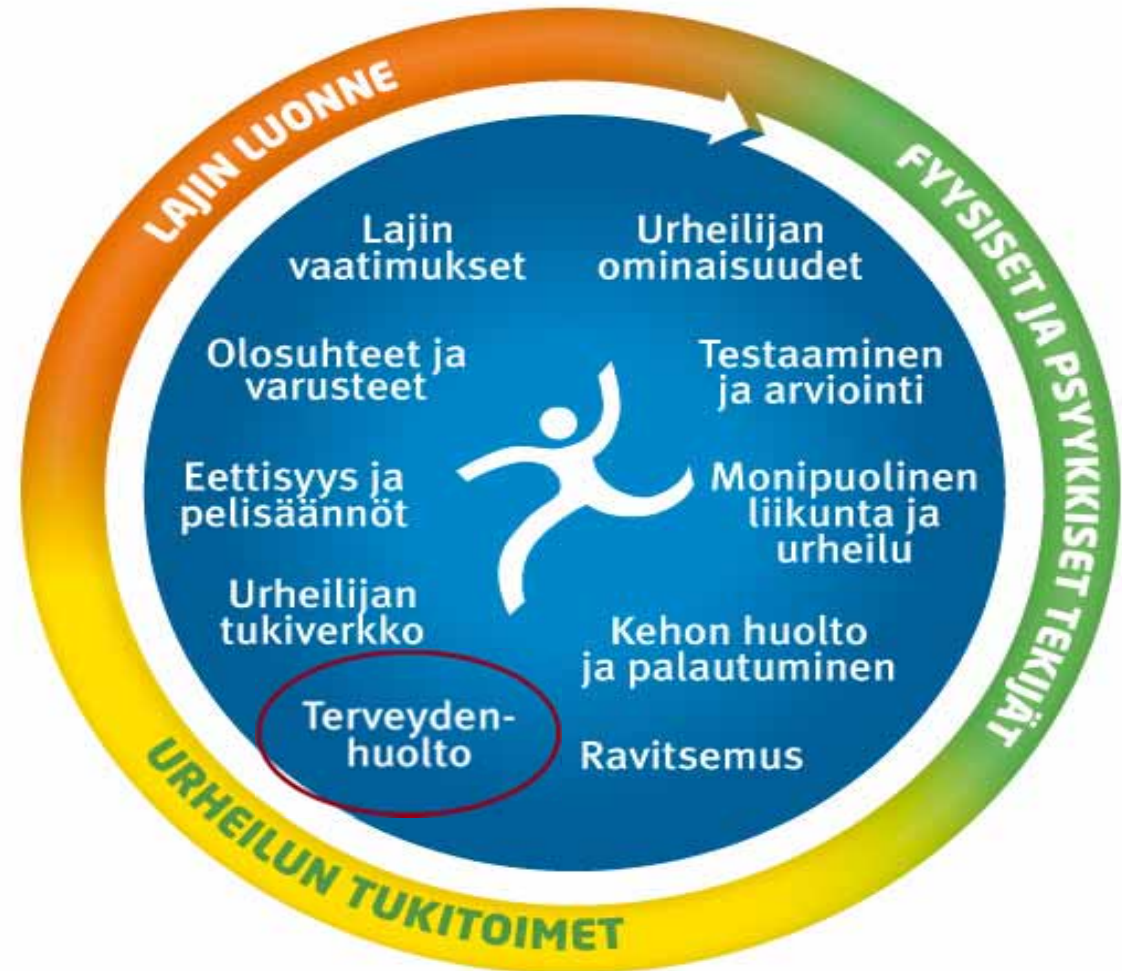 LAJIN LUONNE
FYYSISET JA PSYYKKISET TEKIJÄT
Lajin
vaatimukset
Urheilijan
ominaisuudet
Olosuhteet ja
varusteet
Testaaminen
ja arviointi
Eettisyys ja
pelisäännöt
Monipuolinen
liikunta ja
urheilu
Urheilijan
tukiverkko
Kehon huolto
ja palautuminen
Terveyden-
huolto
Ravitsemus
URHEILUN TUKITOIMET